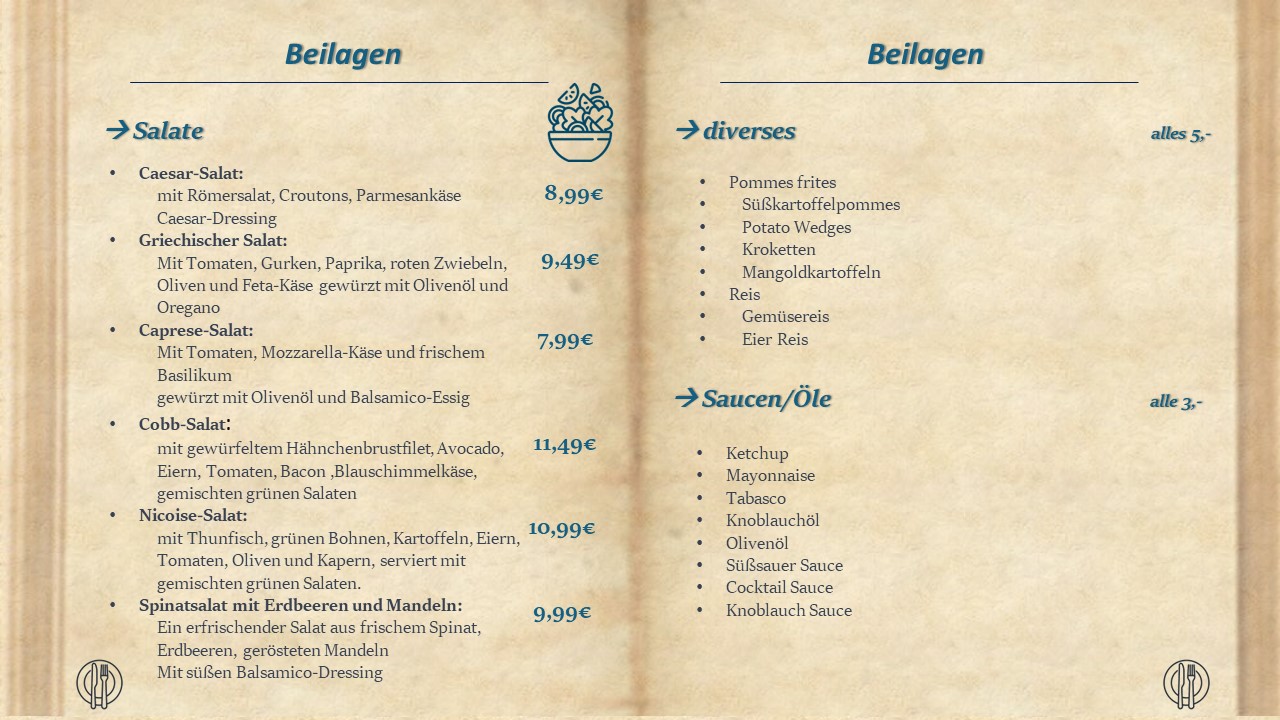 Beilagen
→ Salate
• Caesar-Salat:
mit Römersalat, Croutons, Parmesankäse
Caesar-Dressing
8,99€
• Griechischer Salat:
Mit Tomaten, Gurken, Paprika, roten Zwiebeln,
Oliven und Feta-Käse gewürzt mit Olivenöl und
Oregano
9,49€
• Caprese-Salat:
Mit Tomaten, Mozzarella-Käse und frischem
Basilikum
gewürzt mit Olivenöl und Balsamico-Essig
7,99€
• Cobb-Salat:
mit gewürfeltem Hähnchenbrustfilet, Avocado,
Eiern, Tomaten, Bacon ,Blauschimmelkäse,
gemischten grünen Salaten
11,49€
• Nicoise-Salat:
mit Thunfisch, grünen Bohnen, Kartoffeln, Eiern,
Tomaten, Oliven und Kapern, serviert mit
gemischten grünen Salaten.
10,99€
• Spinatsalat mit Erdbeeren und Mandeln:
Ein erfrischender Salat aus frischem Spinat,
Erdbeeren, gerösteten Mandeln
Mit süßen Balsamico-Dressing
9,99€
Beilagen
→ diverses alles 5,-
• Pommes frites
• Süßkartoffelpommes
• Potato Wedges
• Kroketten
• Mangoldkartoffeln
• Reis
• Gemüsereis
• Eier Reis
→ Saucen/Öle alle 3,-
• Ketchup
• Mayonnaise
• Tabasco
• Knoblauchöl
• Olivenöl
• Süßsauer Sauce
• Cocktail Sauce
• Knoblauch Sauce